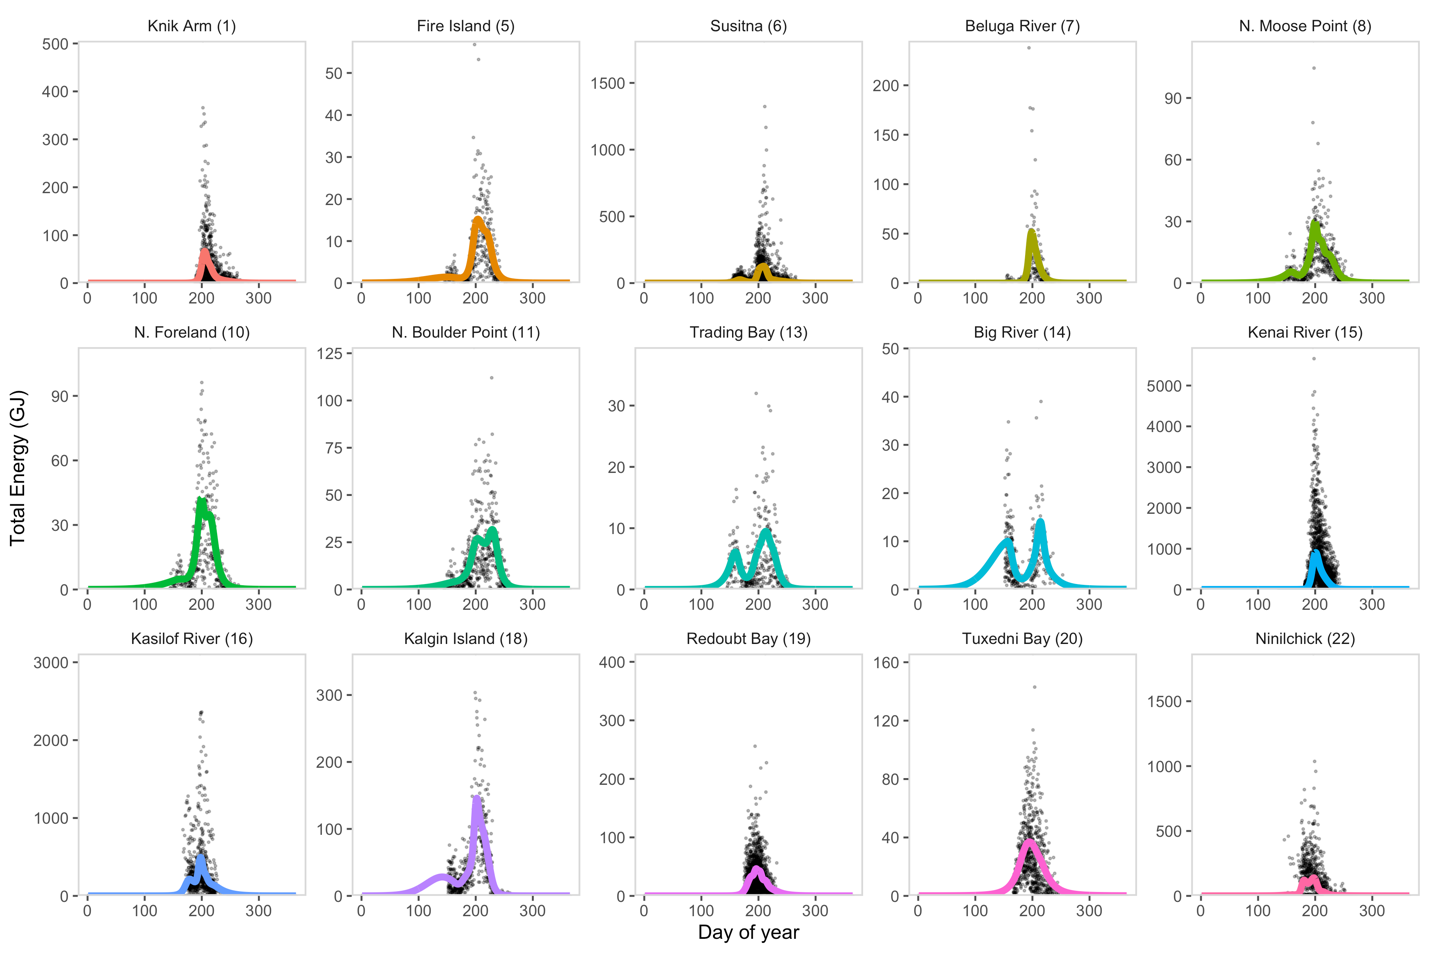 Knik Arm (1) Fire Island (5) Susitna (6) Beluga River (7) N. Moose Point (8)
500 400 300 200 100 0
50 40 30 20 10 0
1500 1000 500 0
200 150 100 50 0
90 60 30 0
0 100 200 300 0 100 200 300 0 100 200 300 0 100 200 300 0 100 200 300
N. Foreland (10) N. Boulder Point (11) Trading Bay (13) Big River (14) Kenai River (15)
90 60 30 0
125 100 75 50 25 0
30 20 10 0
50 40 30 20 10 0
5000 4000 3000 2000 1000 0
0 100 200 300 0 100 200 300 0 100 200 300 0 100 200 300 0 100 200 300
Total Energy (GJ)
Kasilof River (16) Kalgin Island (18) Redoubt Bay (19) Tuxedni Bay (20) Ninilchick (22)
3000 2000 1000 0
300 200 100 0
400 300 200 100 0
160 120 80 40 0
1500 1000 500 0
0 100 200 300 0 100 200 300 0 100 200 300 0 100 200 300 0 100 200 300
Day of year